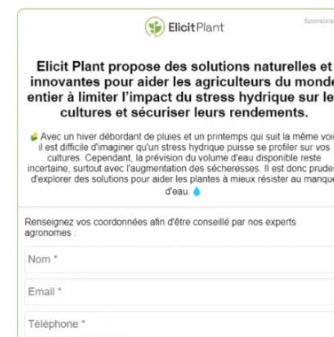 ElicitPlant
Elicit Plant propose des solutions naturelles et
innovantes pour aider les agriculteurs du monde
entier à limiter l'impact du stress hydrique sur le
cultures et sécuriser leurs rendements.
Avec un hiver débordant de pluies et un printemps qui suit la même voi
il est difficile d'imaginer qu'un stress hydrique puisse se profiler sur vos
cultures. Cependant, la prévision du volume d'eau disponible reste
incertaine, surtout avec l'augmentation des sécheresses. Il est donc pruden
d'explorer des solutions pour aider les plantes à mieux résister au manque
d'eau.
Renseignez vos coordonnées afin d'être conseillé par nos experts
agronomes :
Nom *
Email *
Téléphone *